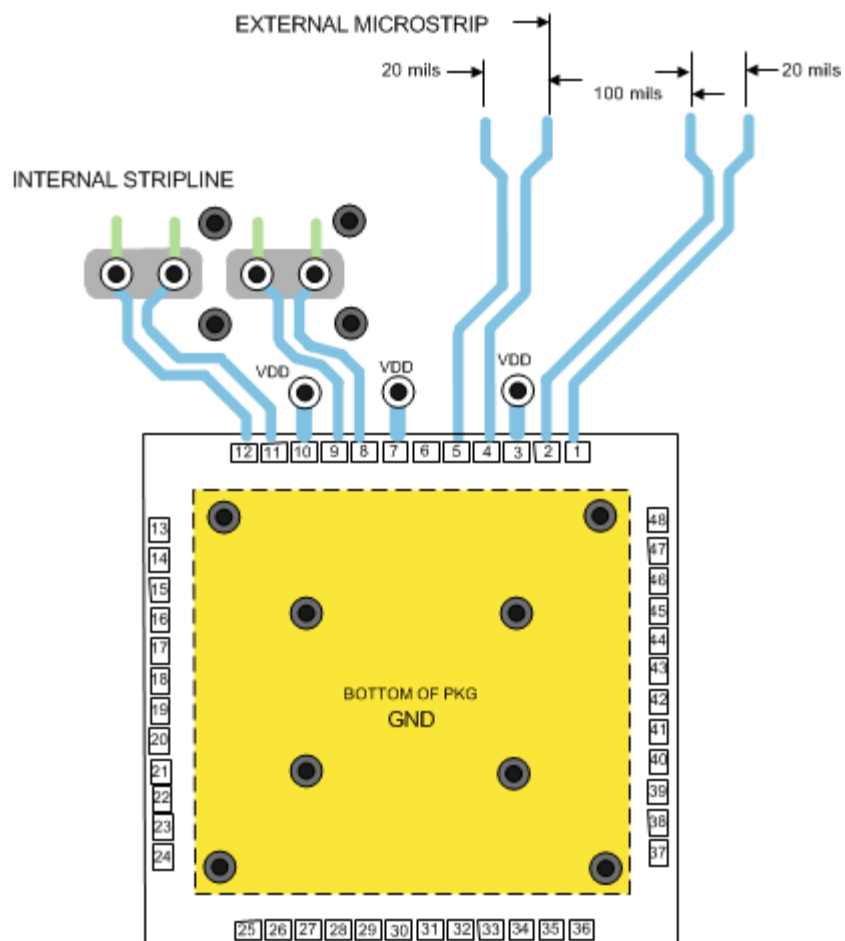 EXTERNAL MICROSTRIP
20 mils
20 mils
100 mils
INTERNAL STRIPLINE
VDD
VDD
VDD
12 11 10 9 8 7 6 5 4 3 2 1
13
14
15
16
17
18
19
20
21
22
23
24
48
47
46
45
44
43
42
41
40
39
38
37
BOTTOM OF PKG
GND
25 26 27 28 29 30 31 32 33 34 35 36